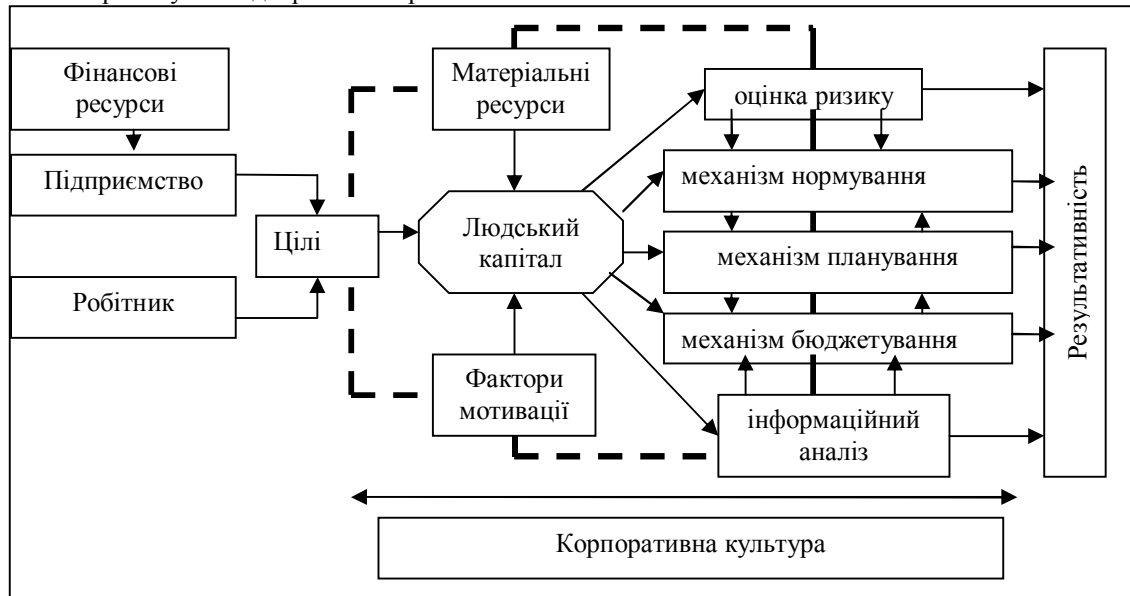 Фінансові
ресурси
Підприємство
Робітник
Цілі
Матеріальні
ресурси
Людський
капітал
Фактори
мотивації
оцінка ризику
механізм нормування
механізм планування
механізм бюджетування
інформаційний
аналіз
Результативність
Корпоративна культура